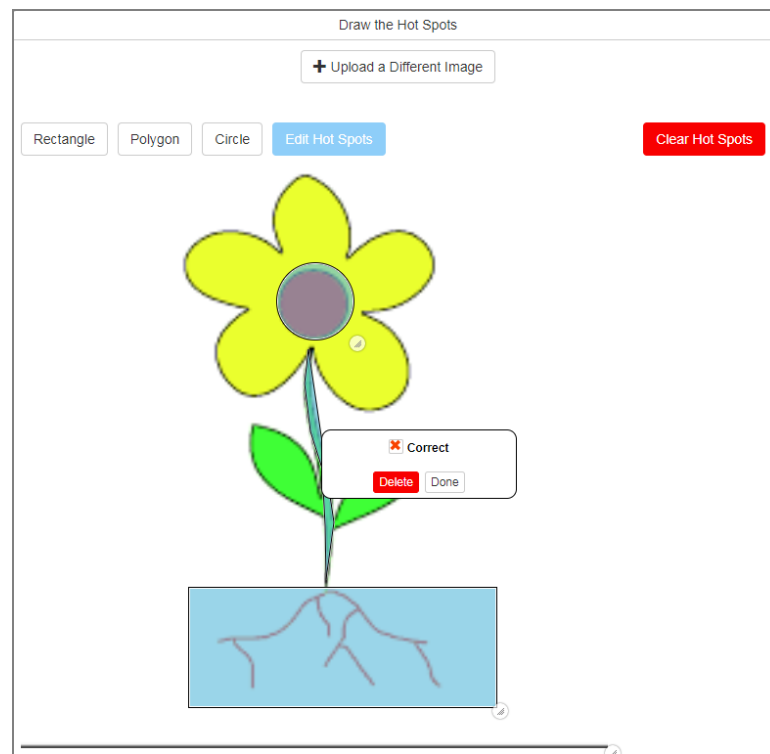 Draw the Hot Spots
Upload a Different Image
Rectangle Polygon Circle Edit Hot Spots Clear Hot Spots
Correct
Delete Done